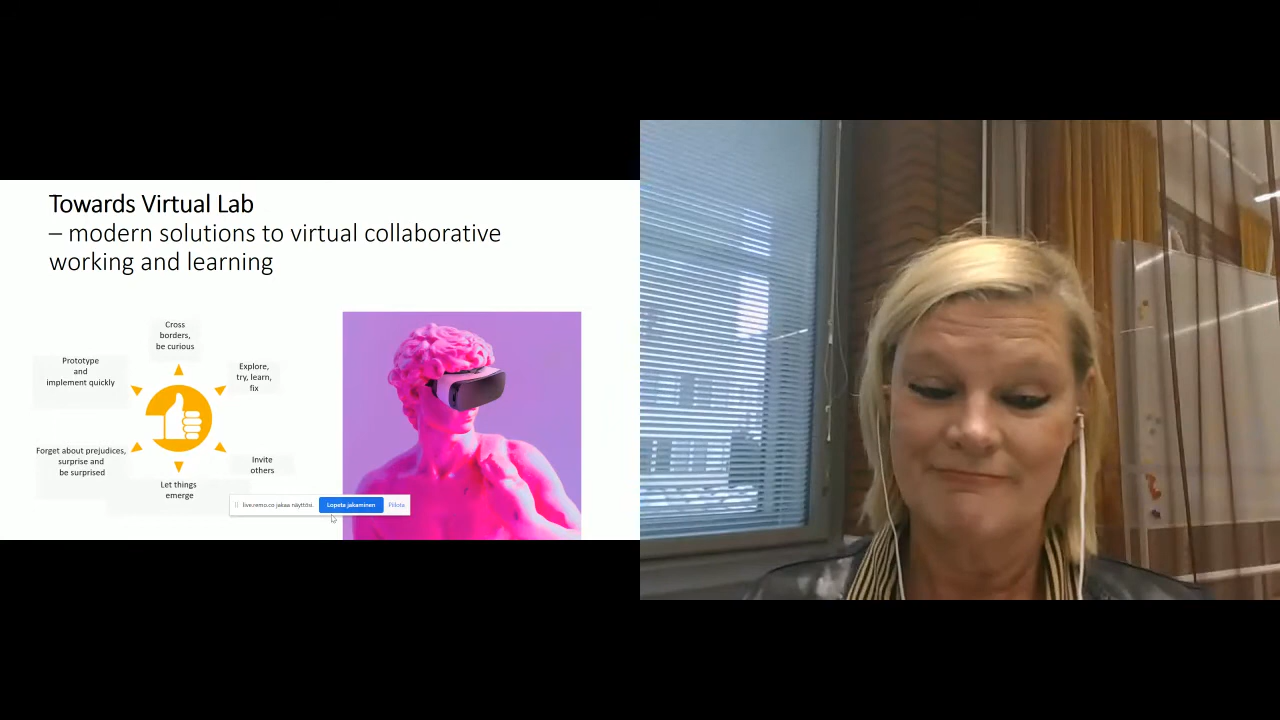 Towards Virtual Lab
– modern solutions to virtual collaborative
working and learning
Cross
borders,
be curious
Prototype
and
implement quickly
Explore,
try, learn,
fix
Forget about prejudices,
surprise and
be surprised
Invite
others
Let things
emerge
live.remo.co jakaa näyttösi.
Lopeta jakaminen
Piilota